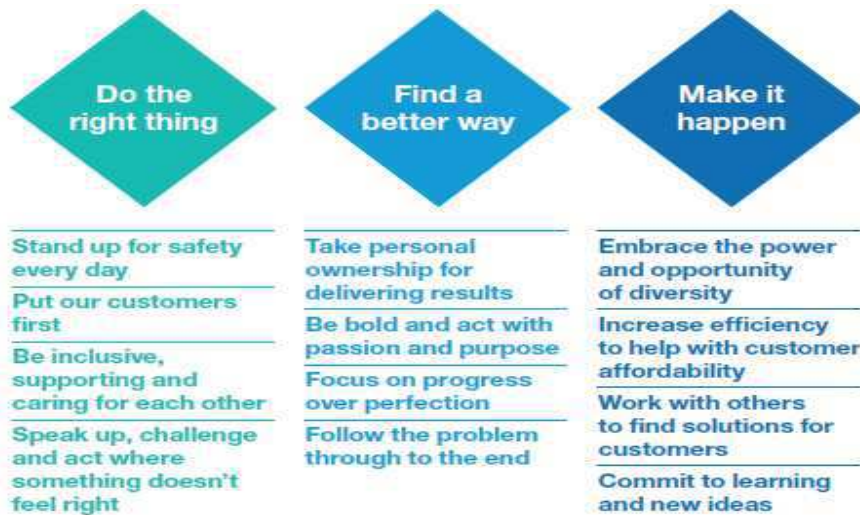 Do the
right thing
Stand up for safety
every day
Put our customers
first
Be inclusive,
supporting and
caring for each other
Speak up, challenge
and act where
something doesn't
feel right
Find a
better way
Take personal
ownership for
delivering results
Be bold and act with
passion and purpose
Focus on progress
over perfection
Follow the problem
through to the end
Make it
happen
Embrace the power
and opportunity
of diversity
Increase efficiency
to help with customer
affordability
Work with others
to find solutions for
customers
Commit to learning
and new ideas